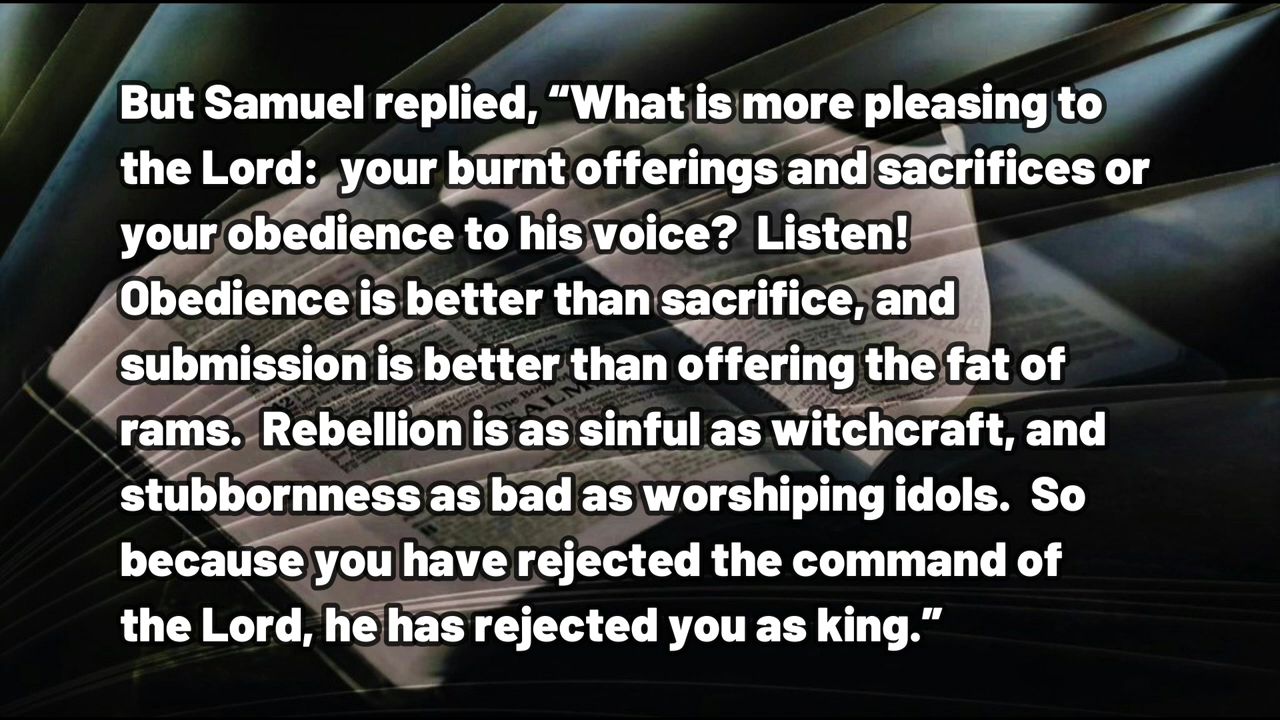 But Samuel replied, “What is more pleasing to
the Lord:  your burnt offerings and sacrifices or
your obedience to his voice?  Listen!
Obedience is better than sacrifice, and
submission is better than offering the fat of
rams.  Rebellion is as sinful as witchcraft, and
stubbornness as bad as worshiping idols.  So
because you have rejected the command of
the Lord, he has rejected you as king.”